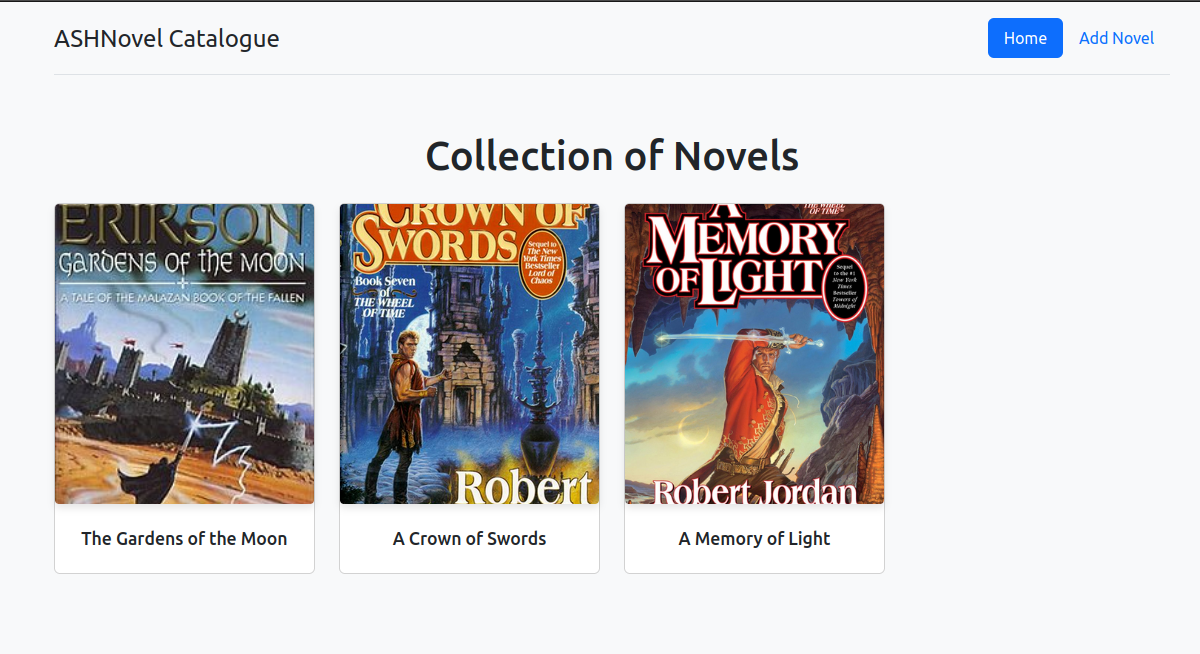 ASHNovel Catalogue
Home
Add Novel
Collection of Novels
ERIKSON
GARDENS OF THE MOON
A TALE OF THE MALAZAN BOOK OF THE FALLEN
CROWN OF
SWORDS
Sequel to
The New
York Times
Bestseller
Lord of
Chaos
Book Seven
of
THE WHEEL
OF TIME
Robert
THE WHEEL
OF TIME™
A
MEMORY
OF LIGHT
Sequel
to the #1
New York
Times
Bestseller
Towers of
Midnight
Robert Jordan
The Gardens of the Moon
A Crown of Swords
A Memory of Light